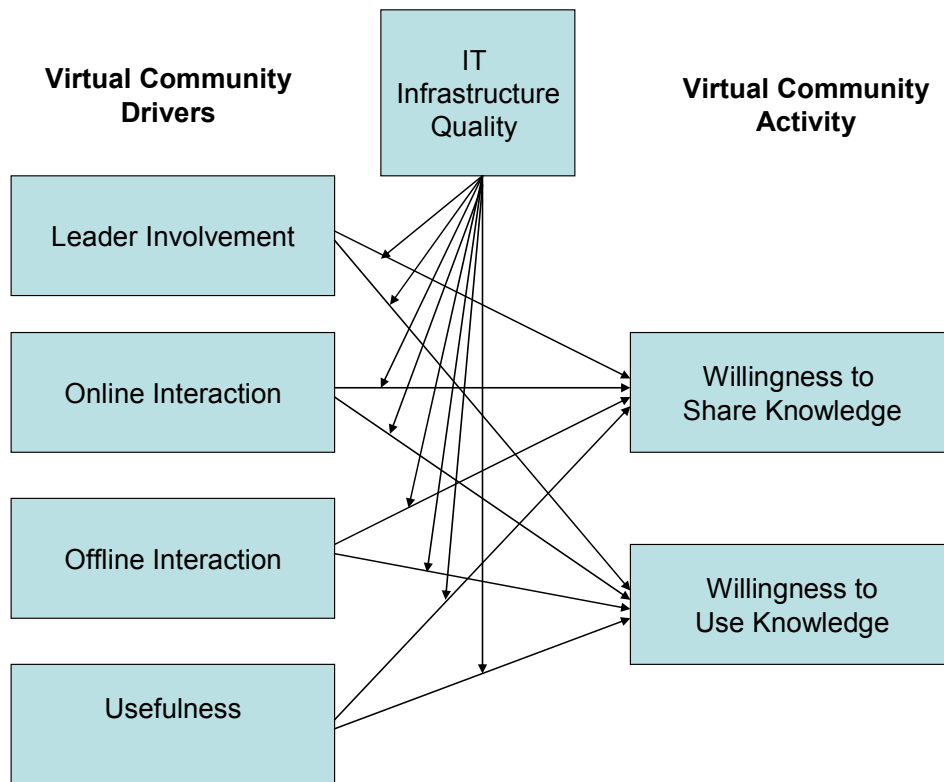 Virtual Community
Drivers
IT
Infrastructure
Quality
Virtual Community
Activity
Leader Involvement
Online Interaction
Offline Interaction
Usefulness
Willingness to
Share Knowledge
Willingness to
Use Knowledge